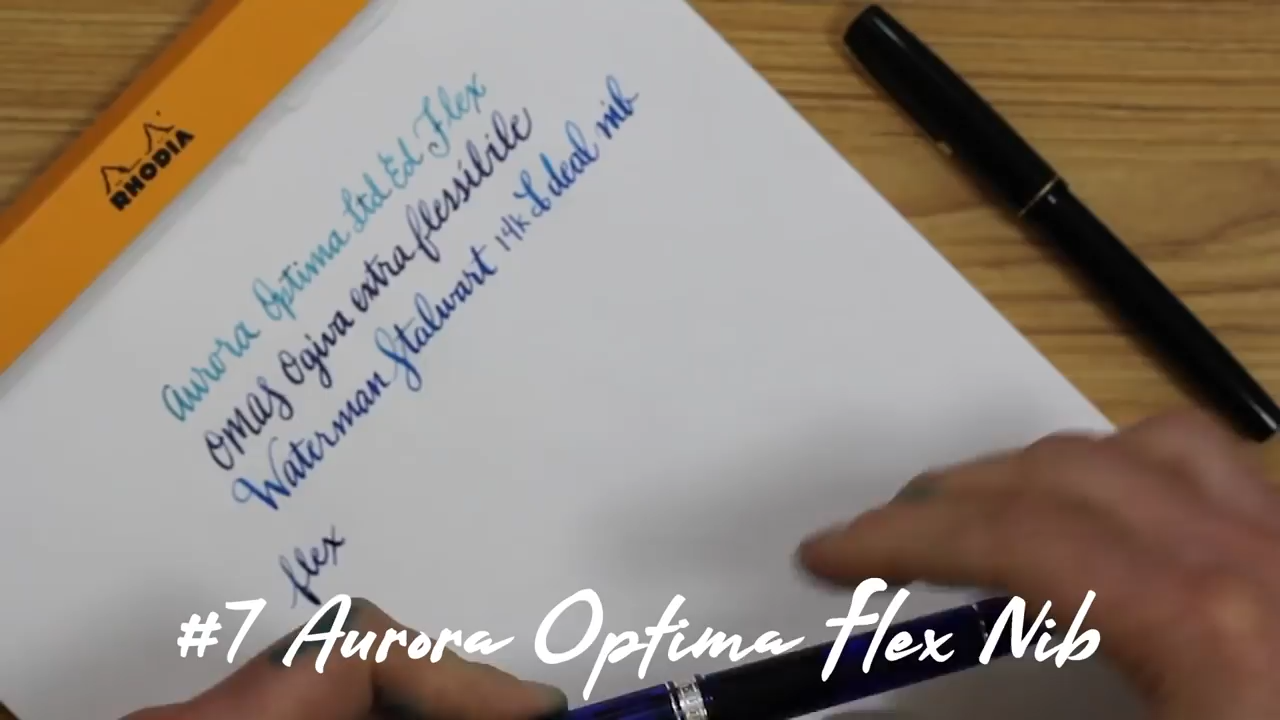 RHODIA
Aurora Optima Ltd Ed Flex
OMAS Ogiva extra flessibile
Waterman Stalwart 14k Ideal nib
flex
#7 Aurora Optima Flex Nib